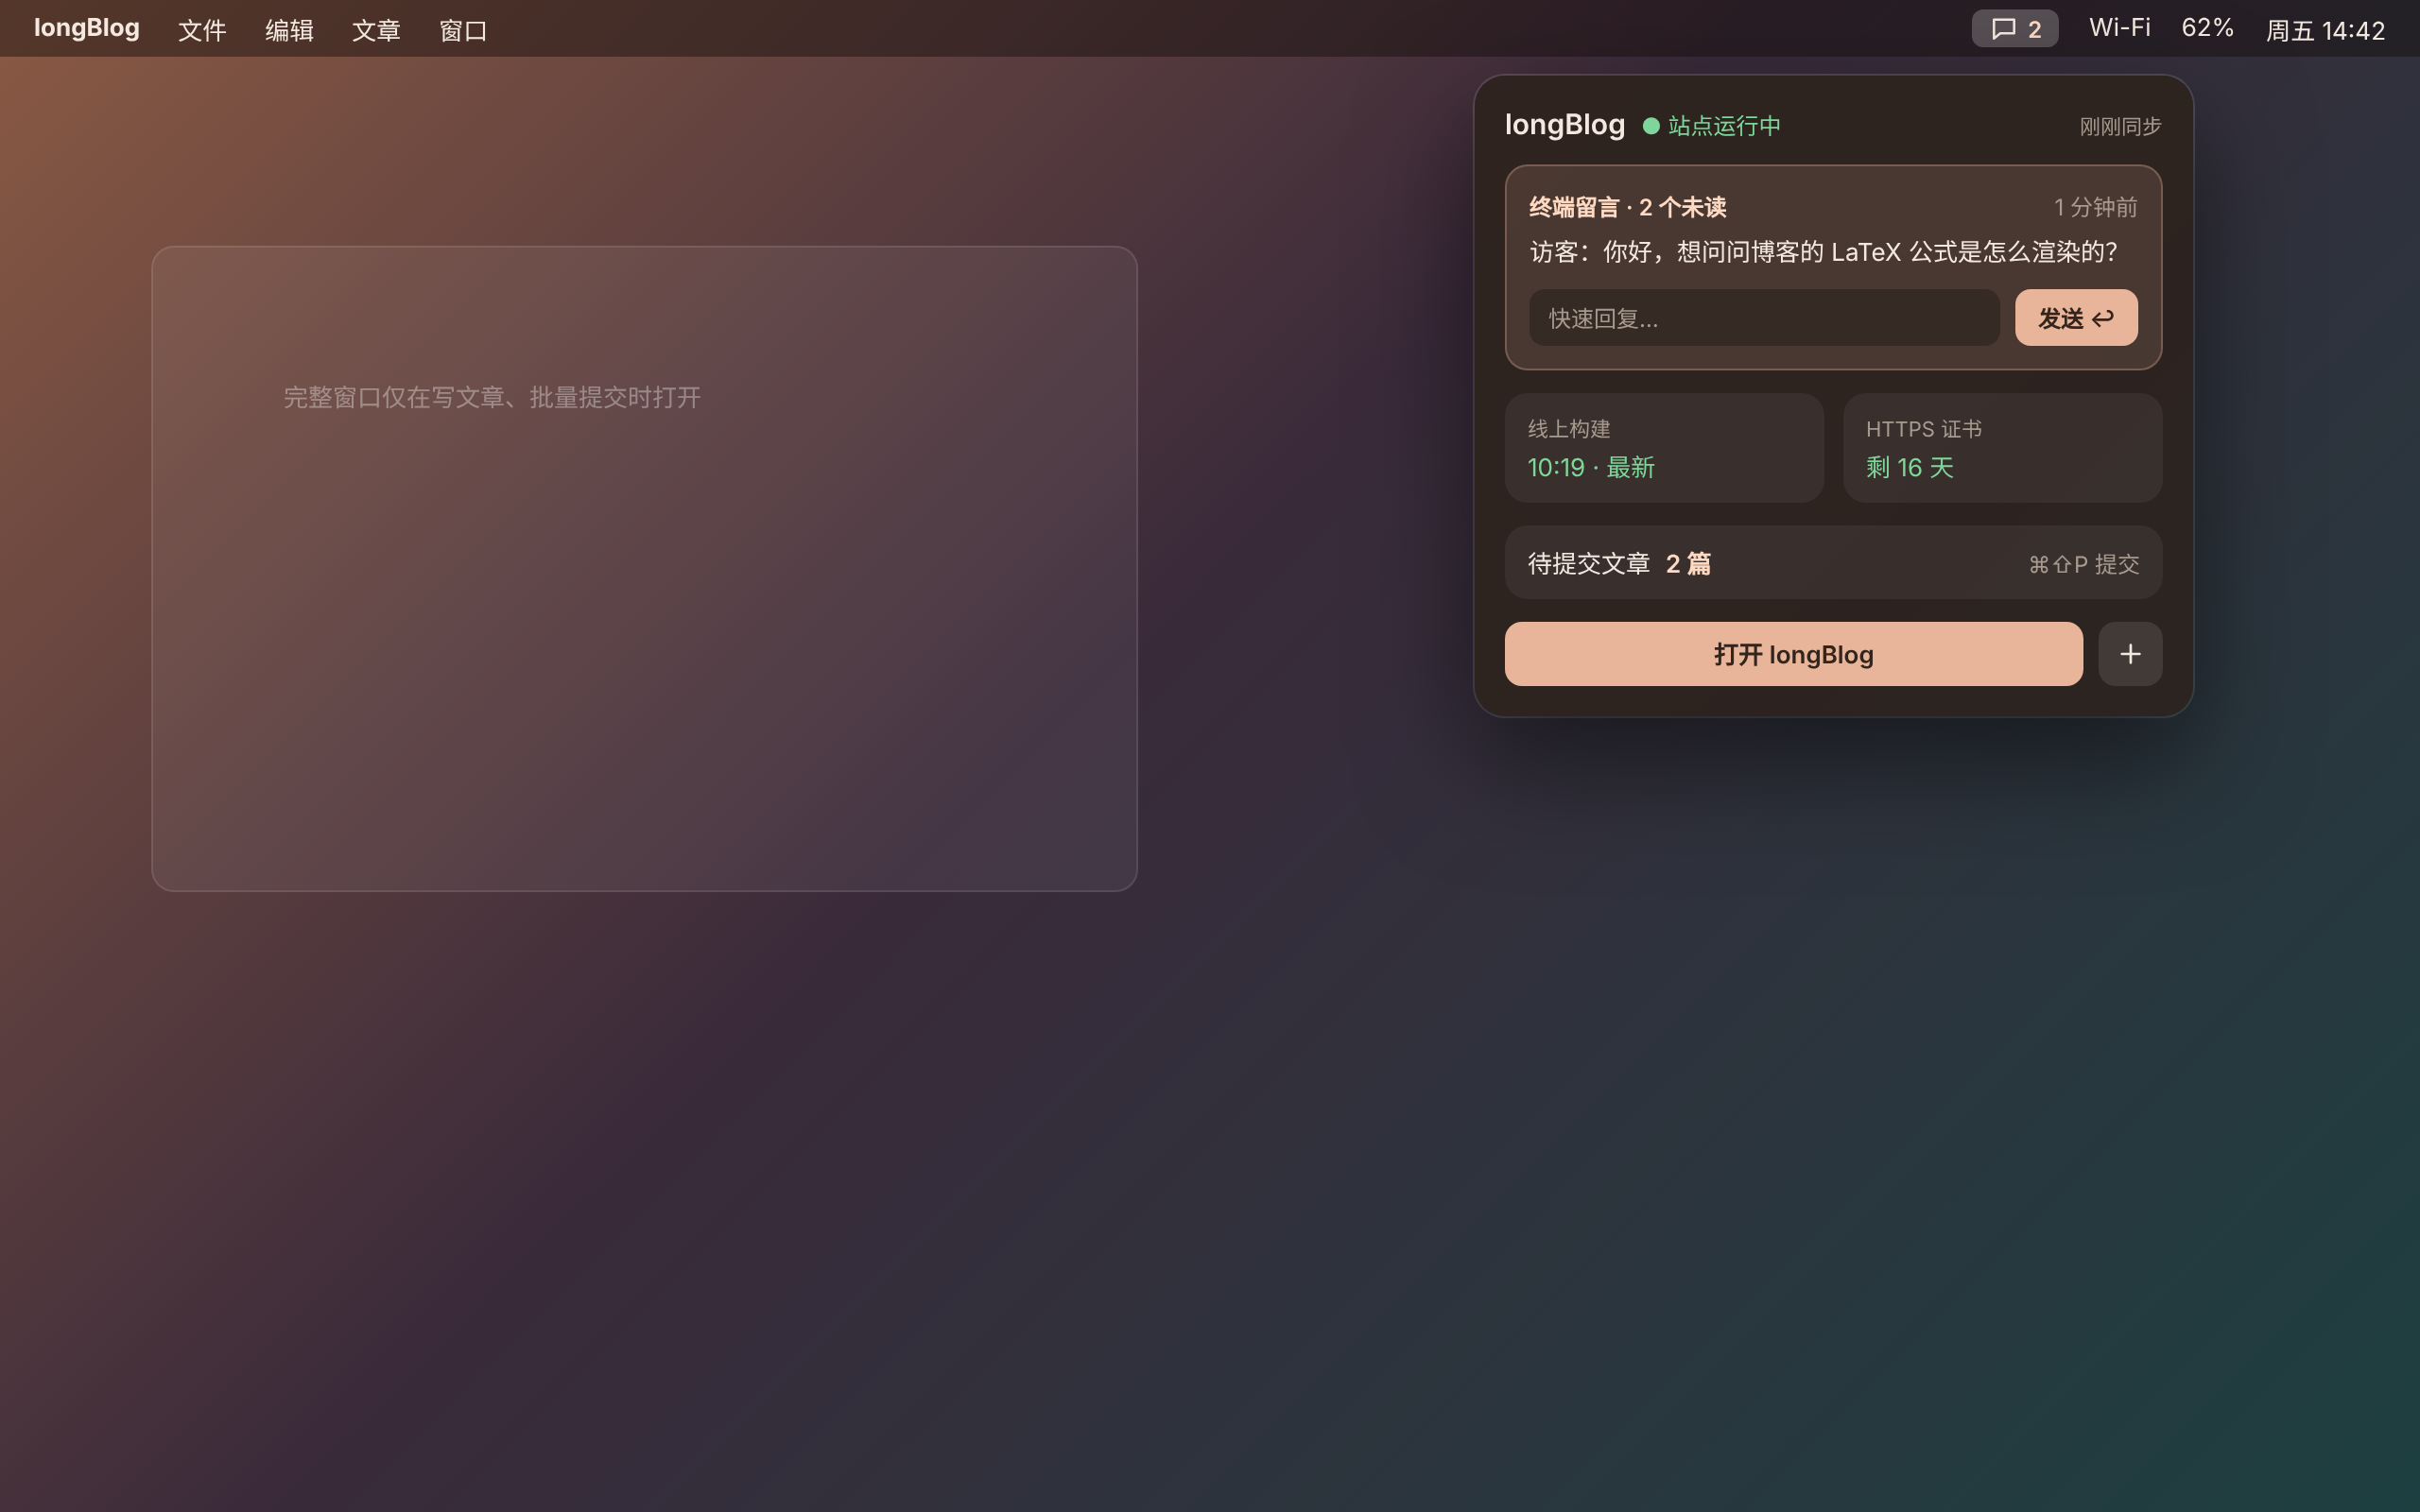 longBlog 文件 编辑 文章 窗口 2 Wi-Fi 62% 周五 14:42
longBlog 站点运行中 刚刚同步
终端留言 · 2 个未读 1 分钟前
访客：你好，想问问博客的 LaTeX 公式是怎么渲染的？
快速回复… 发送 ↩
线上构建 HTTPS 证书
10:19 · 最新 剩 16 天
待提交文章 2 篇 ⌘⇧P 提交
打开 longBlog +
完整窗口仅在写文章、批量提交时打开